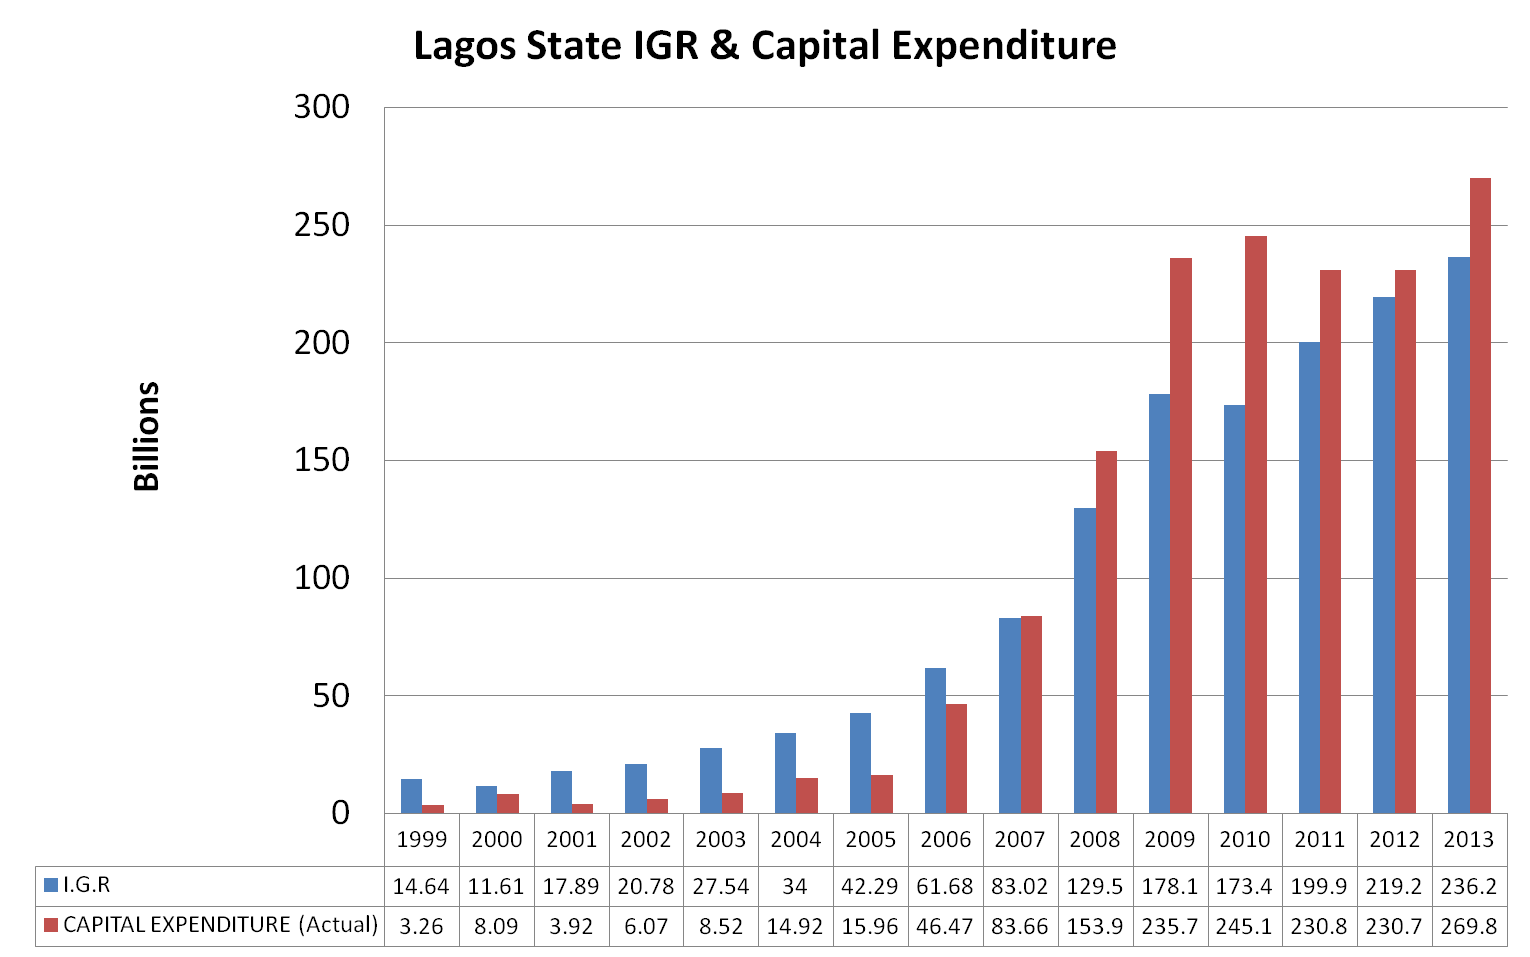 Lagos State IGR & Capital Expenditure
300
250
200
150
100
50
0
Billions
1999 2000 2001 2002 2003 2004 2005 2006 2007 2008 2009 2010 2011 2012 2013
I.G.R 14.64 11.61 17.89 20.78 27.54 34 42.29 61.68 83.02 129.5 178.1 173.4 199.9 219.2 236.2
CAPITAL EXPENDITURE (Actual) 3.26 8.09 3.92 6.07 8.52 14.92 15.96 46.47 83.66 153.9 235.7 245.1 230.8 230.7 269.8